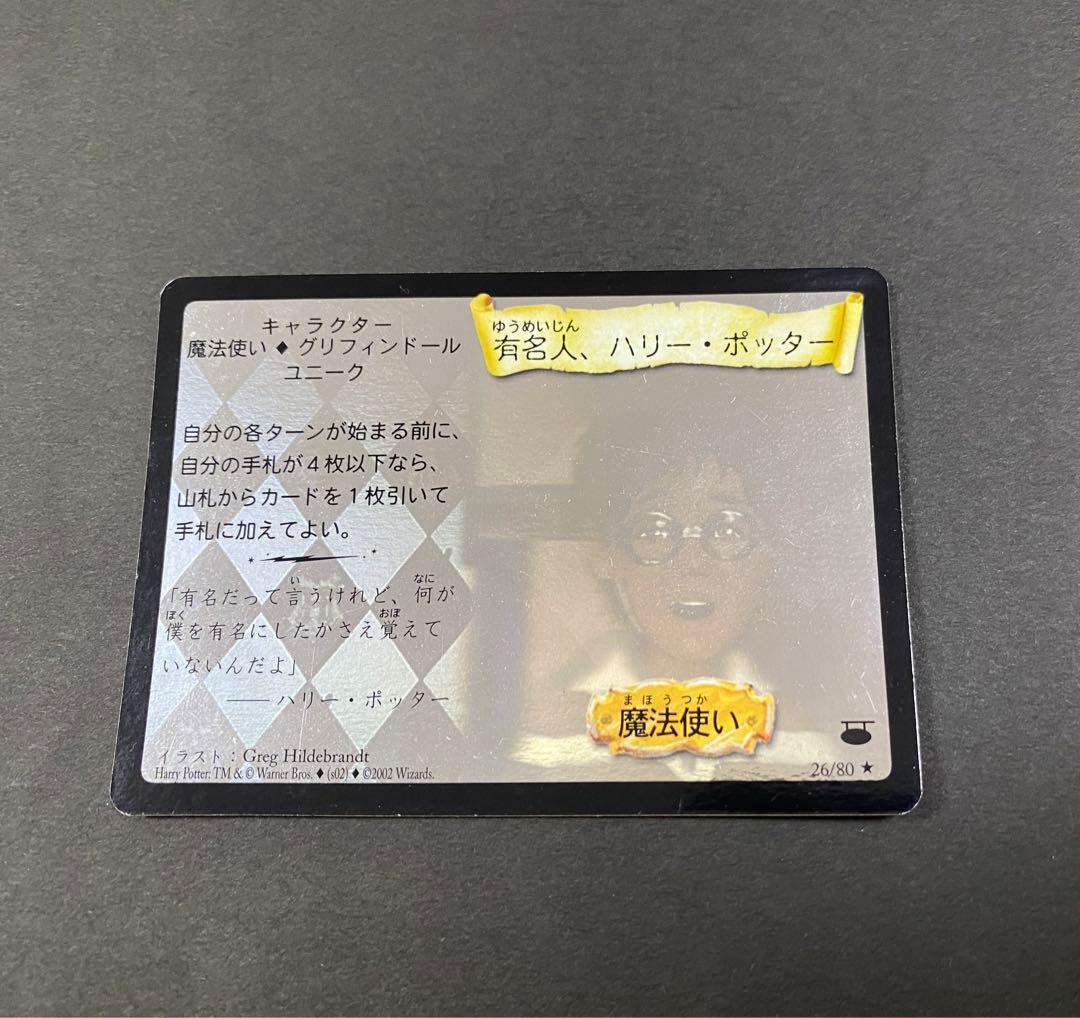 キャラクター
魔法使い♦グリフィンドール
ユニーク
ゆうめいじん
有名人、ハリー・ポッター
自分の各ターンが始まる前に、
自分の手札が4枚以下なら、
山札からカードを1枚引いて
手札に加えてよい。
い なに
「有名だって言うけれど、何が
ぼく おぼ
僕を有名にしたかさえ覚えて
いないんだよ」
── ハリー・ポッター
まほうつか
魔法使い
イラスト：Greg Hildebrandt
Harry Potter: TM & © Warner Bros. ♦ (s02) ♦ ©2002 Wizards.
26/80 ★